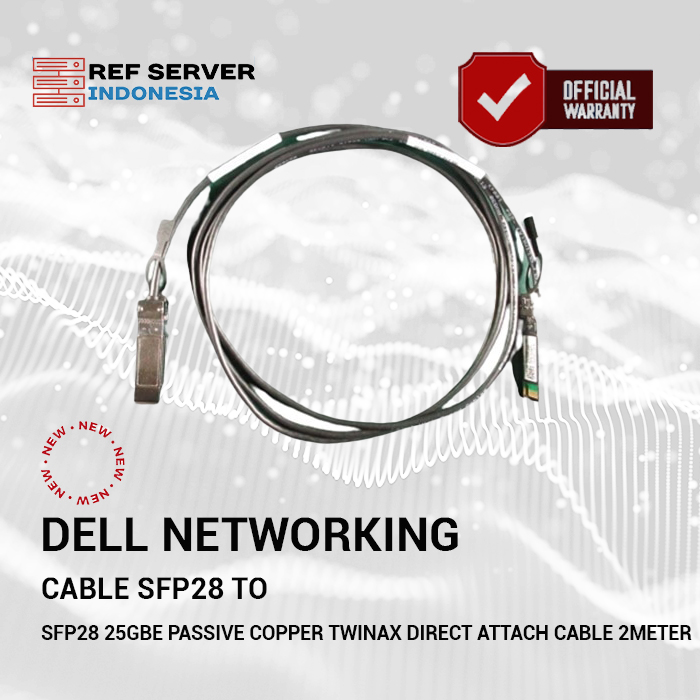 REF SERVER
INDONESIA
OFFICIAL
WARRANTY
NEW • NEW • NEW • NEW • NEW •
DELL NETWORKING
CABLE SFP28 TO
SFP28 25GBE PASSIVE COPPER TWINAX DIRECT ATTACH CABLE 2METER